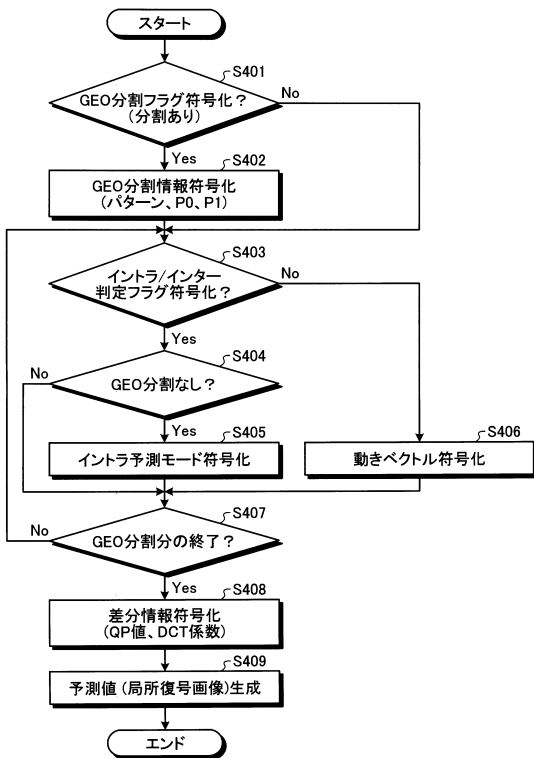 スタート
S401
GEO分割フラグ符号化？
(分割あり)
No
Yes
S402
GEO分割情報符号化
(パターン、P0、P1)
S403
イントラ/インター
判定フラグ符号化？
No
Yes
S404
No
GEO分割なし？
Yes
S405
イントラ予測モード符号化
S406
動きベクトル符号化
S407
No
GEO分割分の終了？
Yes
S408
差分情報符号化
(QP値、DCT係数)
S409
予測値(局所復号画像)生成
エンド